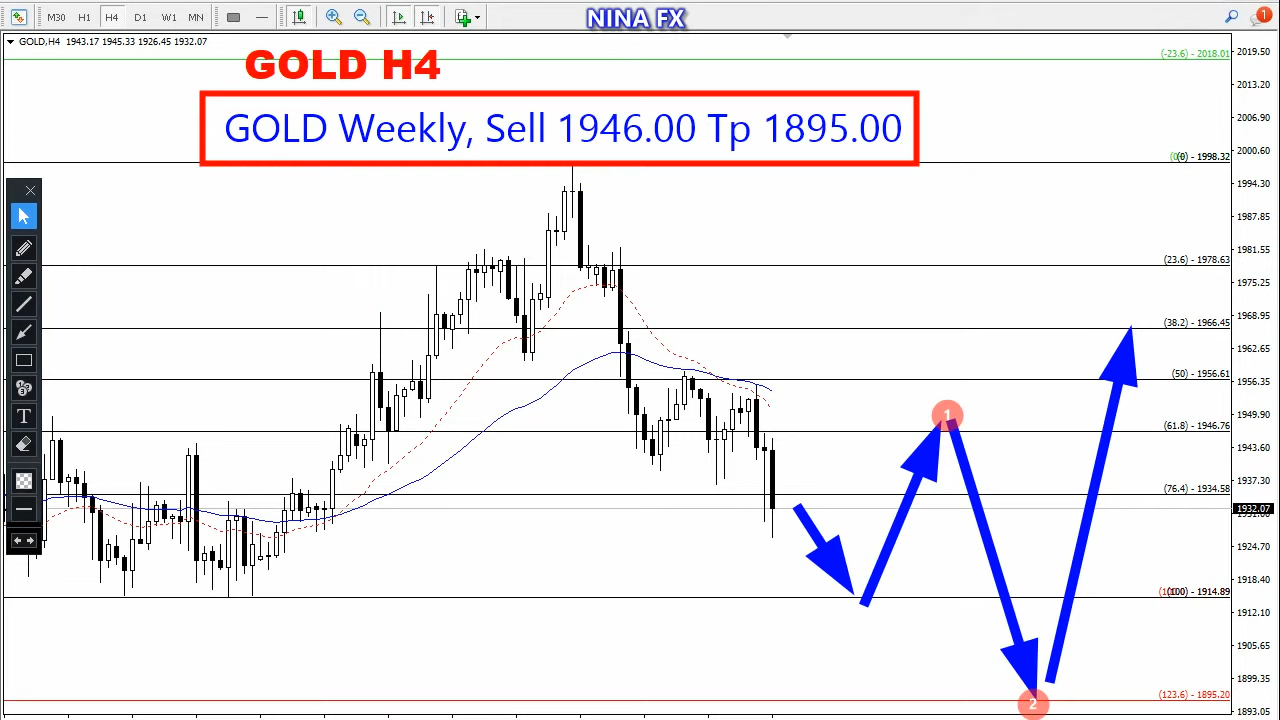 M30 H1 H4 D1 W1 MN
NINA FX
1
GOLD,H4 1943.17 1945.33 1926.45 1932.07
GOLD H4
GOLD Weekly, Sell 1946.00 Tp 1895.00
(-23.6) - 2018.01
(0) - 1998.32
(23.6) - 1978.63
(38.2) - 1966.45
(50) - 1956.61
(61.8) - 1946.76
(76.4) - 1934.58
(100) - 1914.89
(123.6) - 1895.20
1
2
T
2019.50
2013.20
2006.90
2000.60
1994.30
1987.85
1981.55
1975.25
1968.95
1962.65
1956.35
1949.90
1943.60
1937.30
1932.07
1924.70
1918.40
1912.10
1905.65
1899.35
1893.05